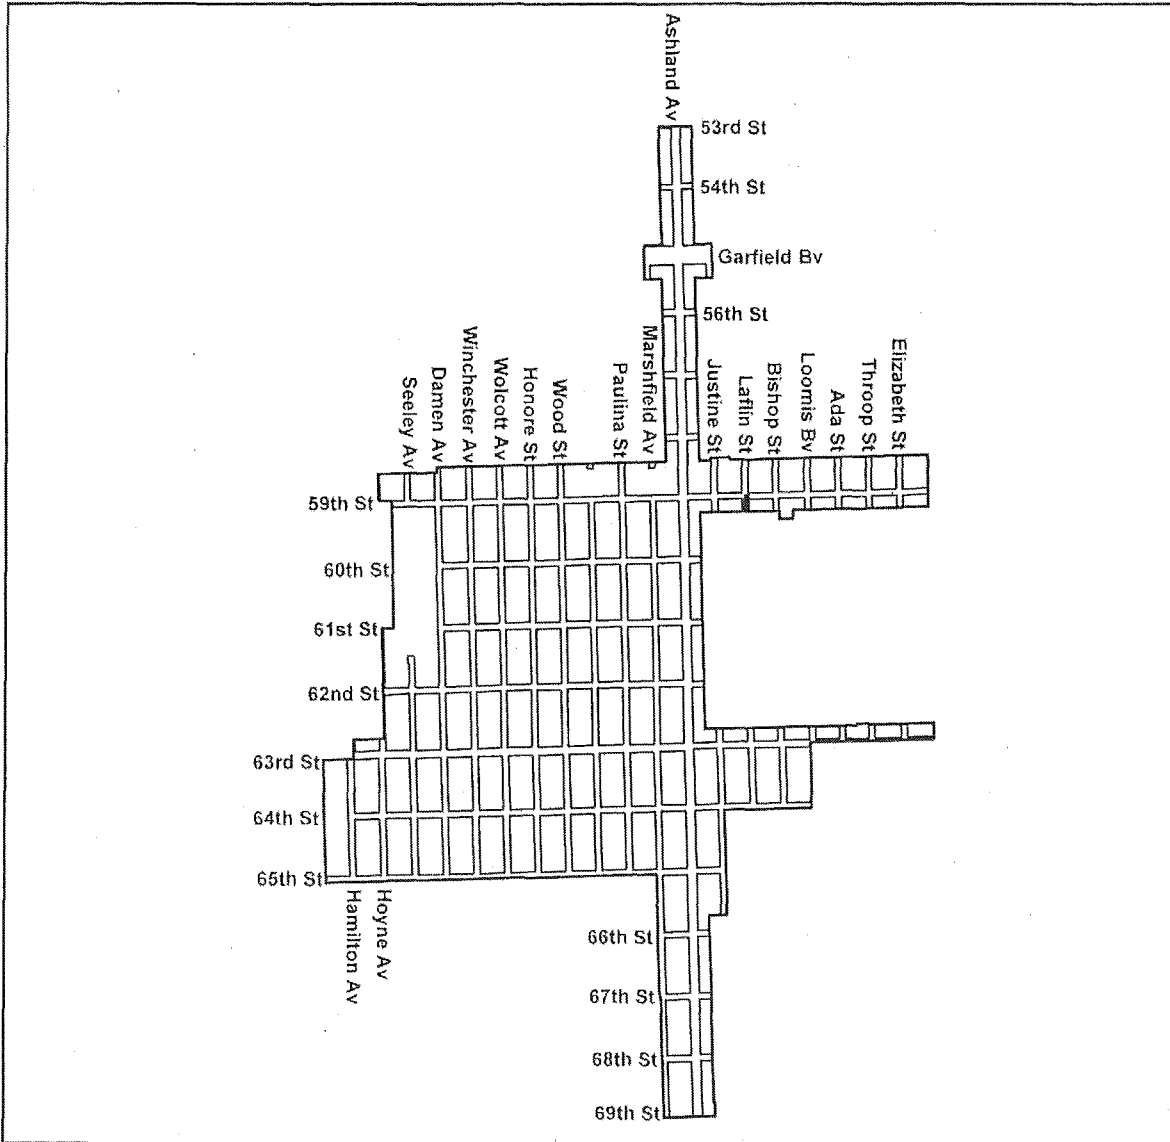 Ashland Av
53rd St
54th St
Garfield Bv
56th St
Seeley Av
Damen Av
Winchester Av
Wolcott Av
Honore St
Wood St
Paulina St
Marshfield Av
Justine St
Laflin St
Bishop St
Loomis Bv
Ada St
Throop St
Elizabeth St
59th St
60th St
61st St
62nd St
63rd St
64th St
65th St
Hamilton Av
Hoyne Av
66th St
67th St
68th St
69th St